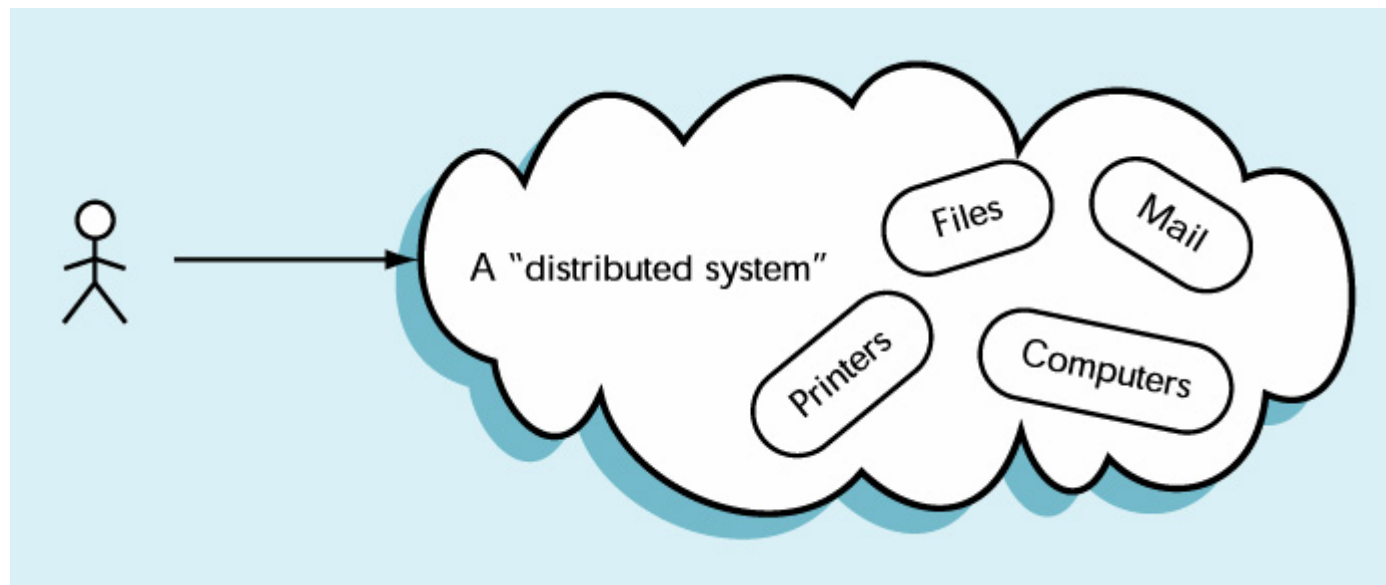 A “distributed system”
Files
Mail
Printers
Computers